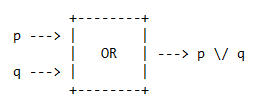 +--------+
p ---> |        |
       |   OR   | ---> p \/ q
q ---> |        |
     +--------+